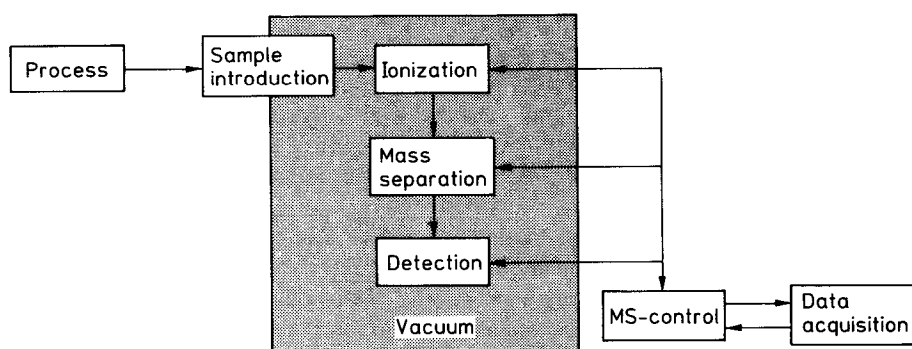 Process
Sample
introduction
Ionization
Mass
separation
Detection
Vacuum
MS-control
Data
acquisition